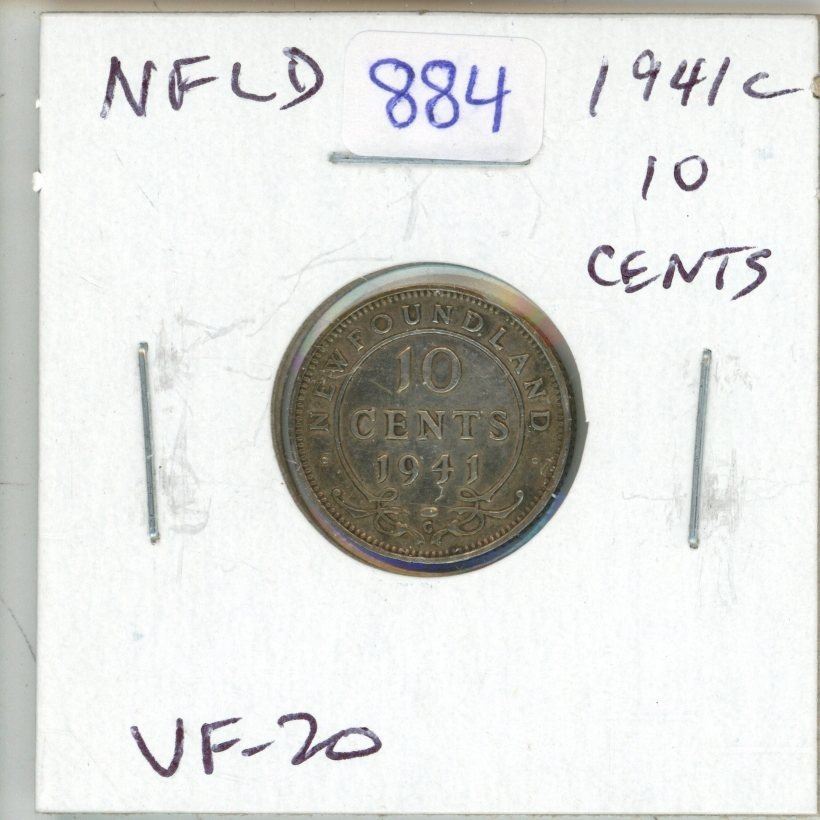 NFLD 884 1941c
10
CENTS
NEWFOUNDLAND
10
CENTS
1941
C
VF-20